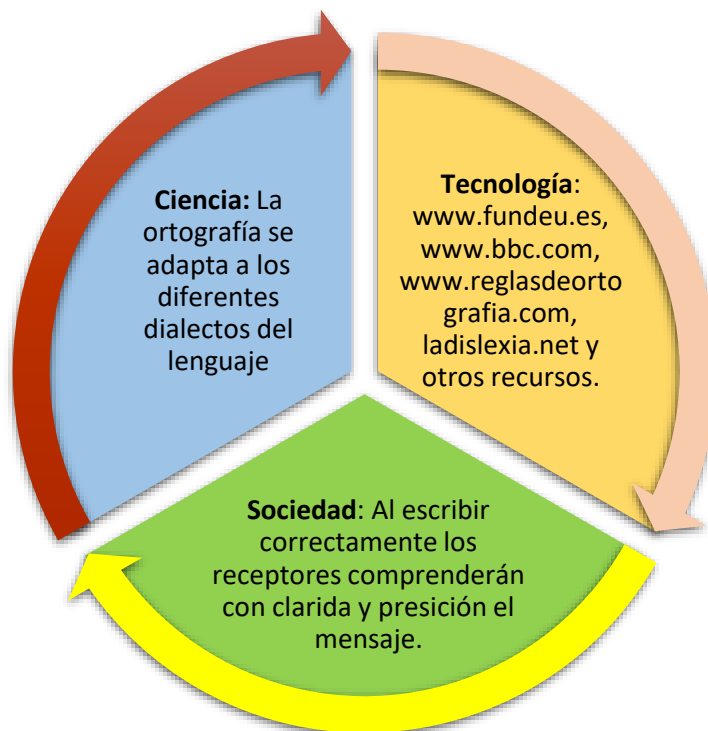 Ciencia: La
ortografía se
adapta a los
diferentes
dialectos del
lenguaje
Tecnología:
www.fundeu.es,
www.bbc.com,
www.reglasdeorto
grafia.com,
ladislexia.net y
otros recursos.
Sociedad: Al escribir
correctamente los
receptores comprenderán
con clarida y presición el
mensaje.